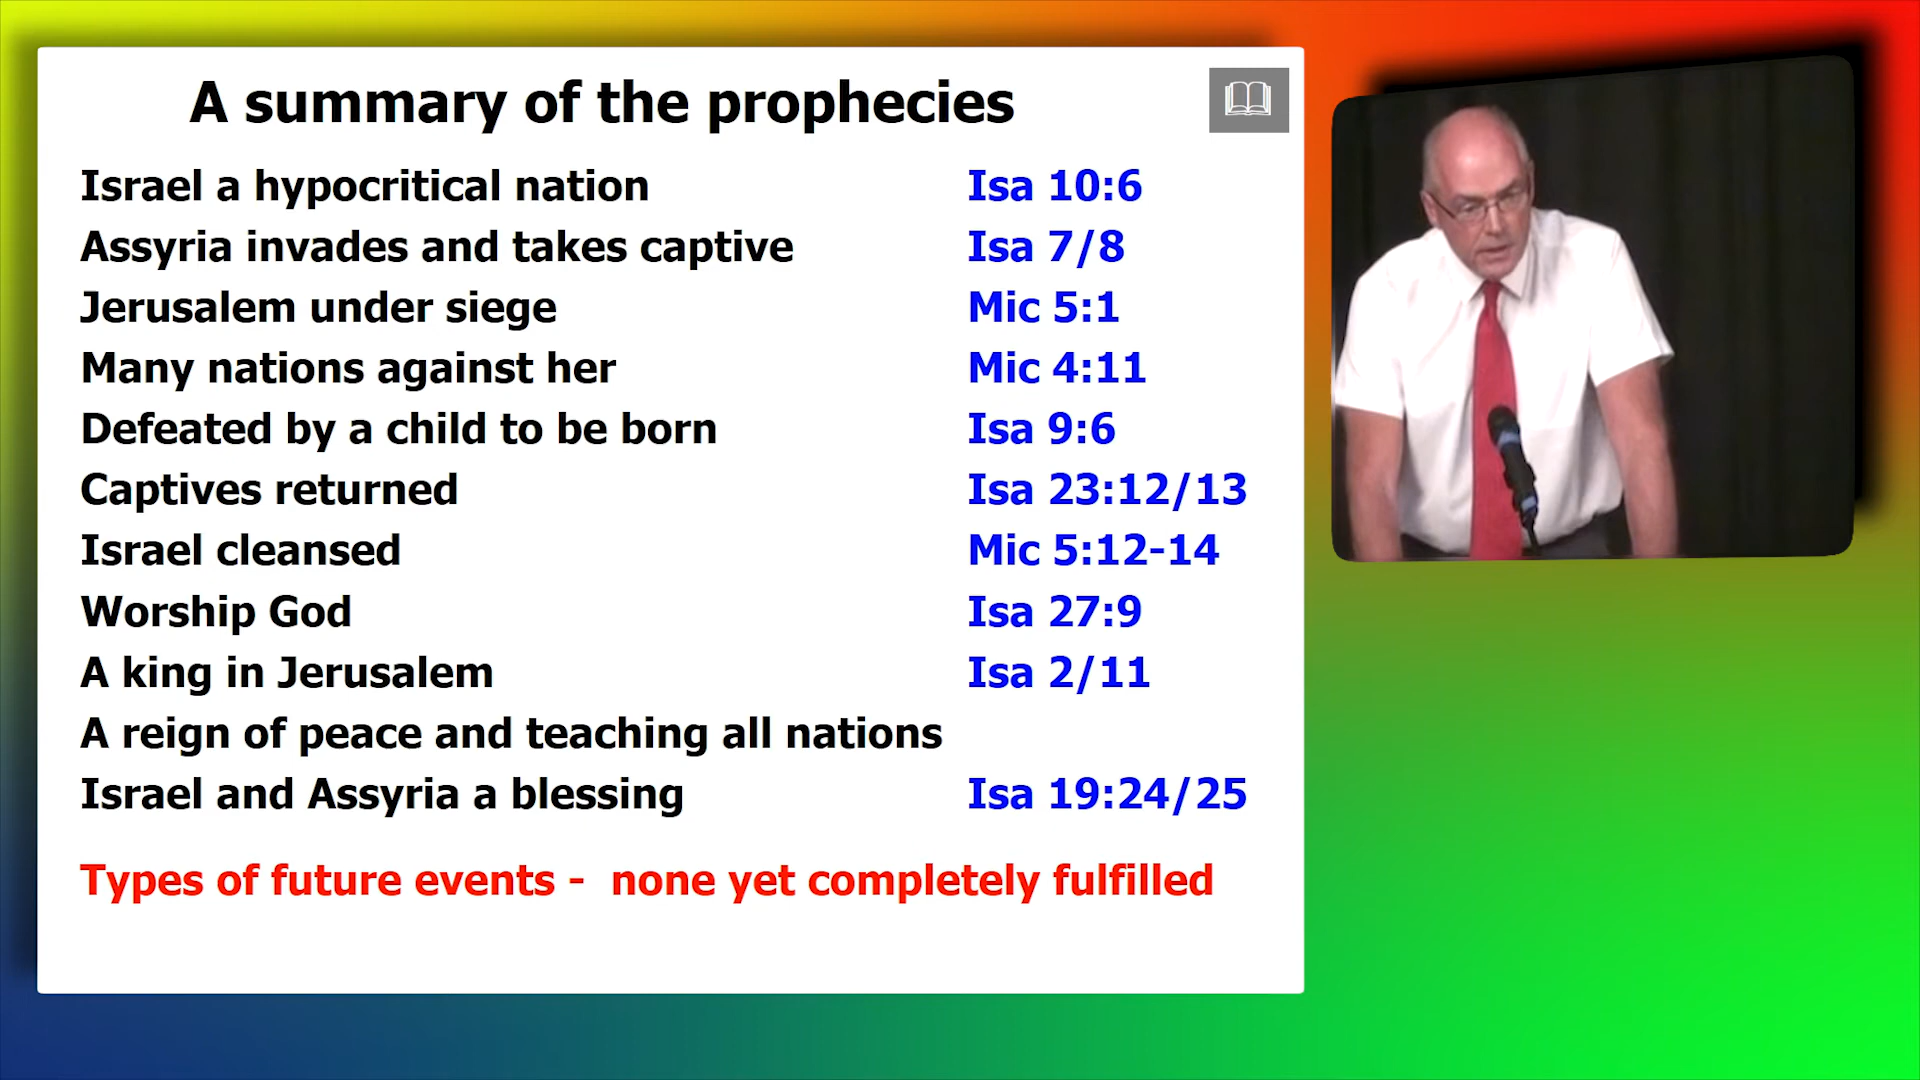 A summary of the prophecies
Israel a hypocritical nation Isa 10:6
Assyria invades and takes captive Isa 7/8
Jerusalem under siege Mic 5:1
Many nations against her Mic 4:11
Defeated by a child to be born Isa 9:6
Captives returned Isa 23:12/13
Israel cleansed Mic 5:12-14
Worship God Isa 27:9
A king in Jerusalem Isa 2/11
A reign of peace and teaching all nations
Israel and Assyria a blessing Isa 19:24/25
Types of future events - none yet completely fulfilled